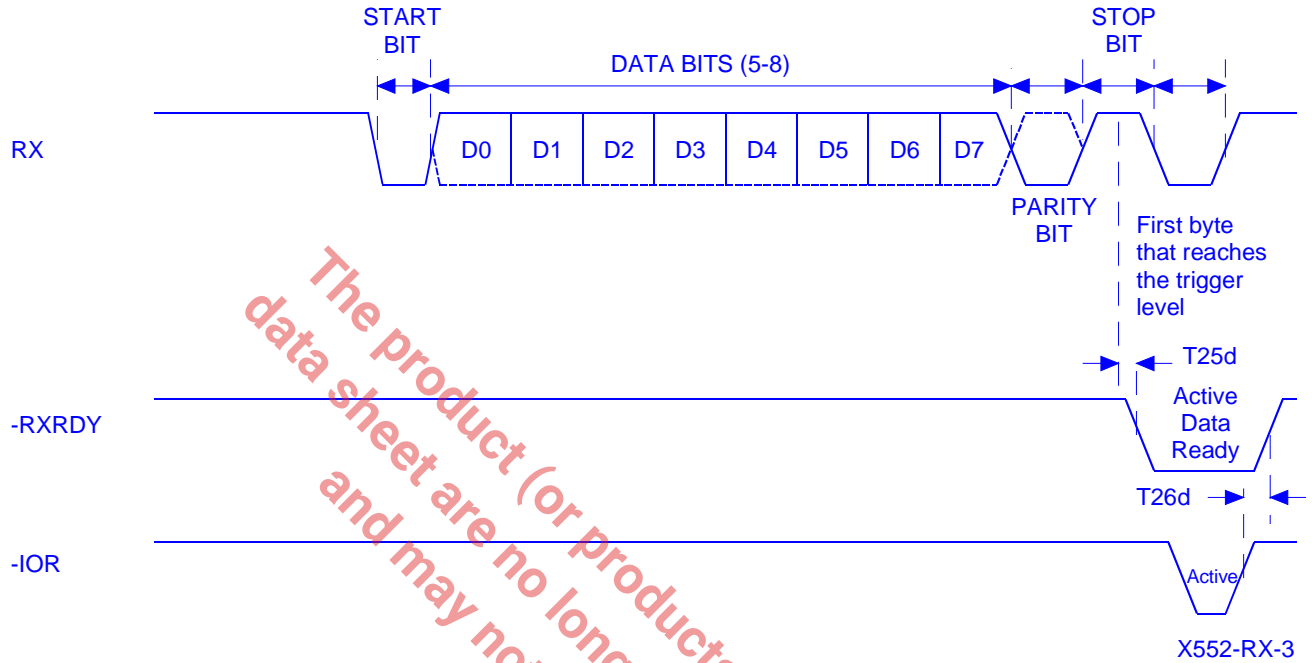 START
BIT
DATA BITS (5-8)
STOP
BIT
RX
D0 D1 D2 D3 D4 D5 D6 D7
PARITY
BIT
First byte
that reaches
the trigger
level
T25d
-RXRDY
Active
Data
Ready
T26d
-IOR
Active
X552-RX-3
The product (or products
data sheet are no long
and may no